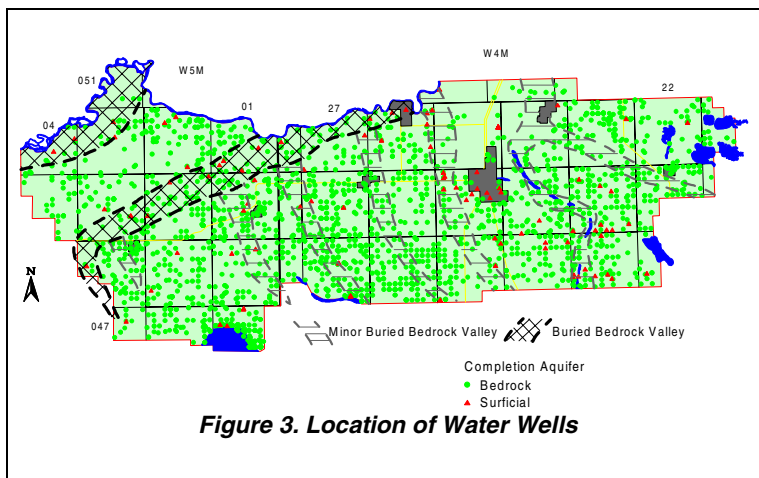 W4M
051
W5M
22
01
27
04
N
047
Minor Buried Bedrock Valley
Buried Bedrock Valley
Completion Aquifer
Bedrock
Surficial
Figure 3. Location of Water Wells